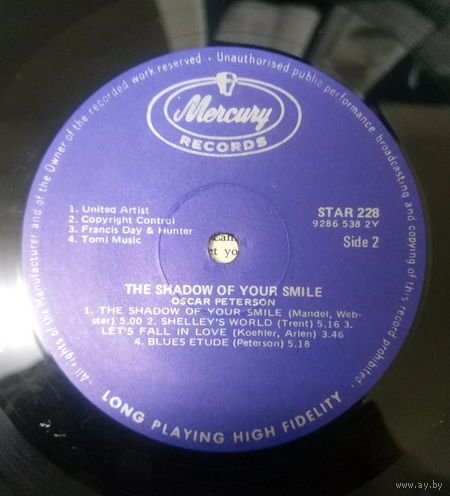 All rights of the Manufacturer and of the Owner of the recorded work reserved · Unauthorised public performance, broadcasting and copying of this record prohibited ·
Mercury
RECORDS
1. United Artist
2. Copyright Control
3. Francis Day & Hunter
4. Tomi Music
STAR 228
9286 538 2Y
Side 2
THE SHADOW OF YOUR SMILE
OSCAR PETERSON
1. THE SHADOW OF YOUR SMILE (Mandel, Web-
ster) 5.00 2. SHELLEY'S WORLD (Trent) 5.16 3.
LET'S FALL IN LOVE (Koehler, Arlen) 3.46
4. BLUES ETUDE (Peterson) 5.18
LONG PLAYING HIGH FIDELITY
www.ay.by